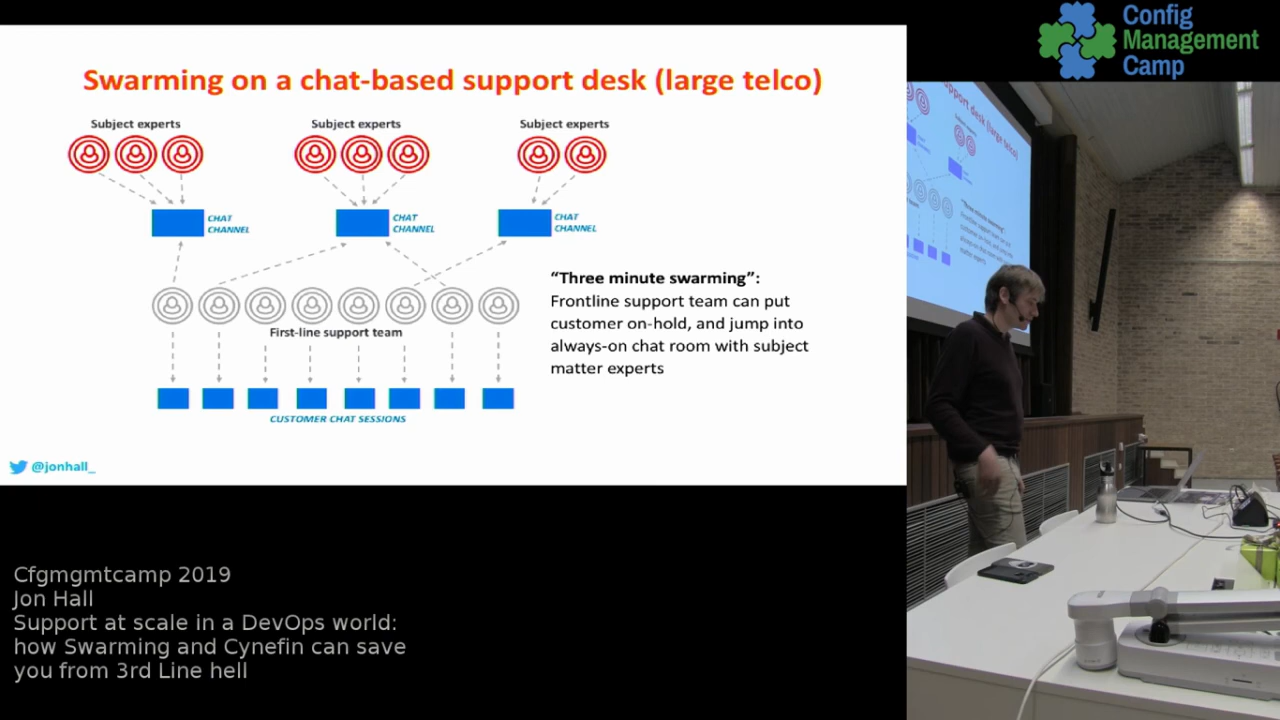 Config
Management
Camp
Swarming on a chat-based support desk (large telco)
Subject experts
Subject experts
Subject experts
CHAT
CHANNEL
CHAT
CHANNEL
CHAT
CHANNEL
"Three minute swarming":
Frontline support team can put
customer on-hold, and jump into
always-on chat room with subject
matter experts
First-line support team
CUSTOMER CHAT SESSIONS
@jonhall_
Cfgmgmtcamp 2019
Jon Hall
Support at scale in a DevOps world:
how Swarming and Cynefin can save
you from 3rd Line hell